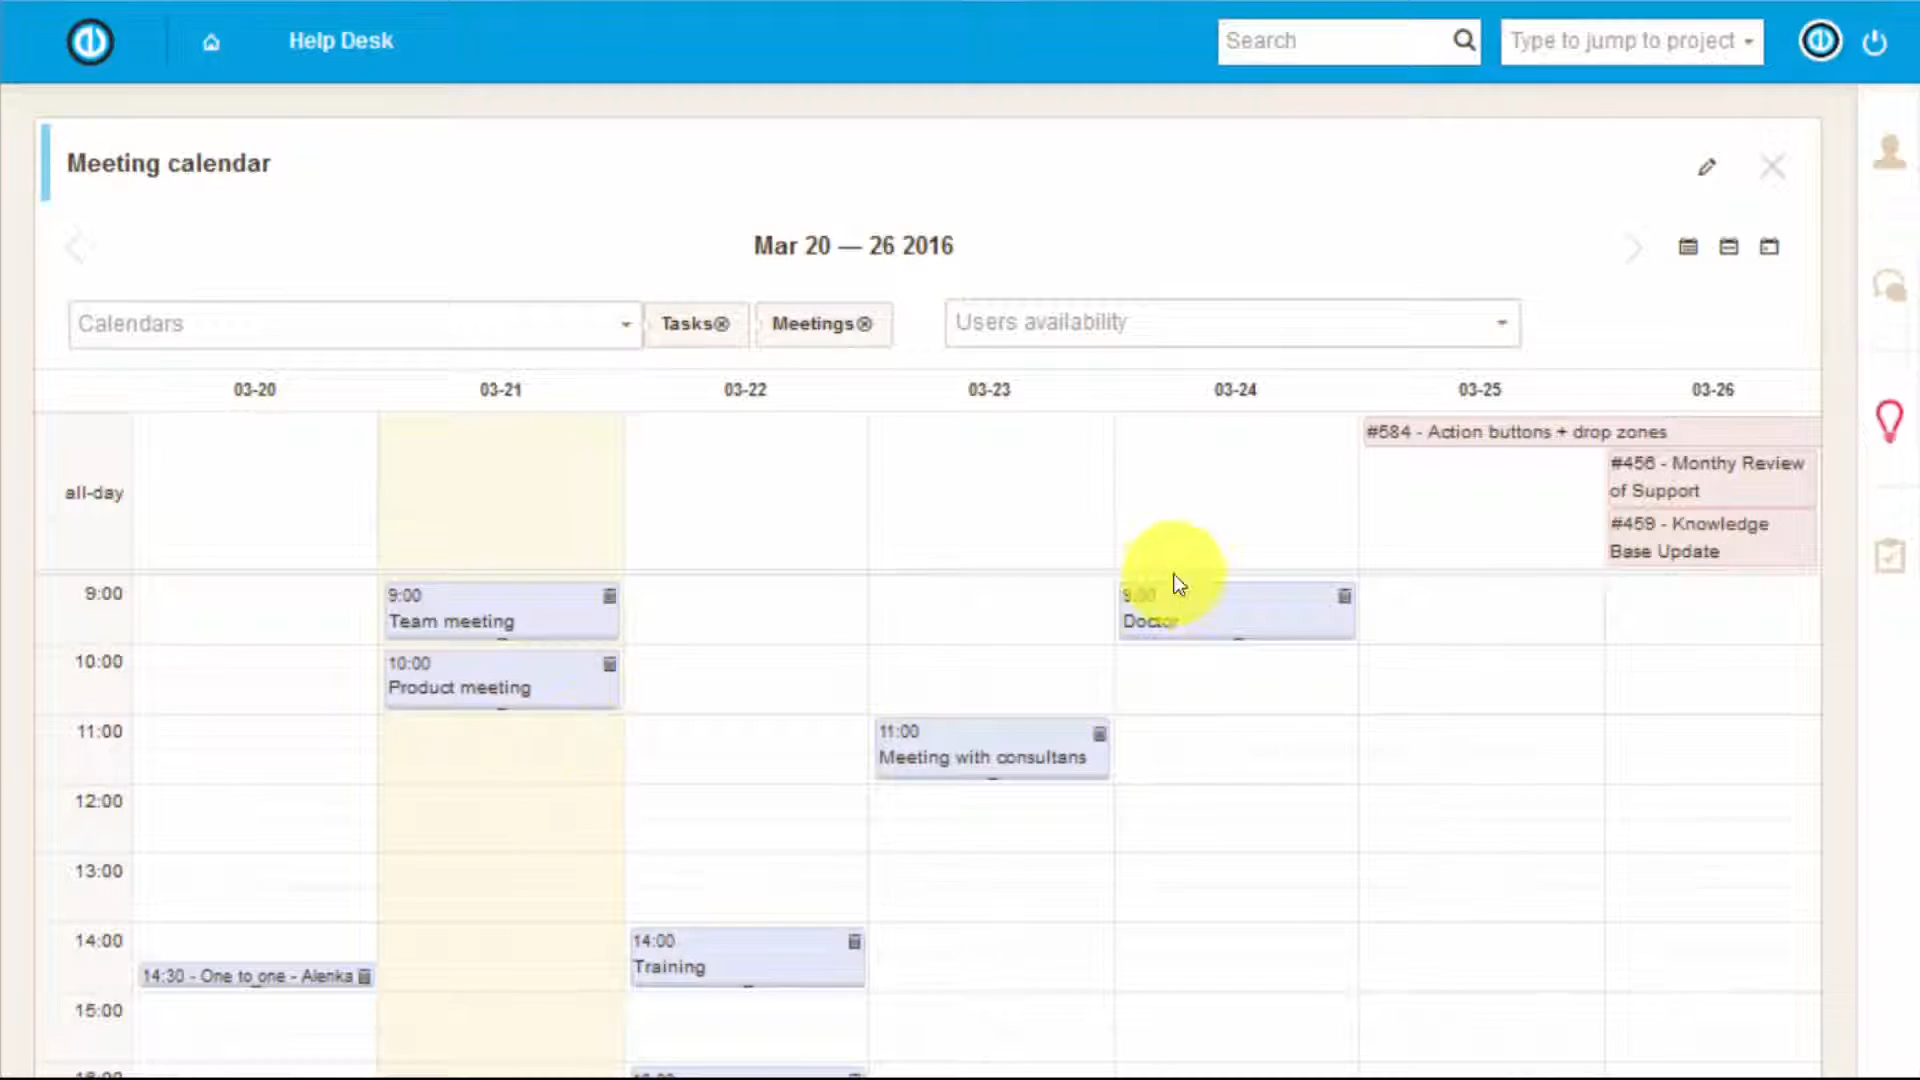 Help Desk
Search
Type to jump to project
Meeting calendar
Mar 20 — 26 2016
Calendars
Tasks
Meetings
Users availability
03-20
03-21
03-22
03-23
03-24
03-25
03-26
all-day
#584 - Action buttons + drop zones
#456 - Monthy Review
of Support
#459 - Knowledge
Base Update
9:00
9:00
Team meeting
9:00
Doctor
10:00
10:00
Product meeting
11:00
11:00
Meeting with consultans
12:00
13:00
14:00
14:00
Training
14:30 - One to one - Alenka
15:00